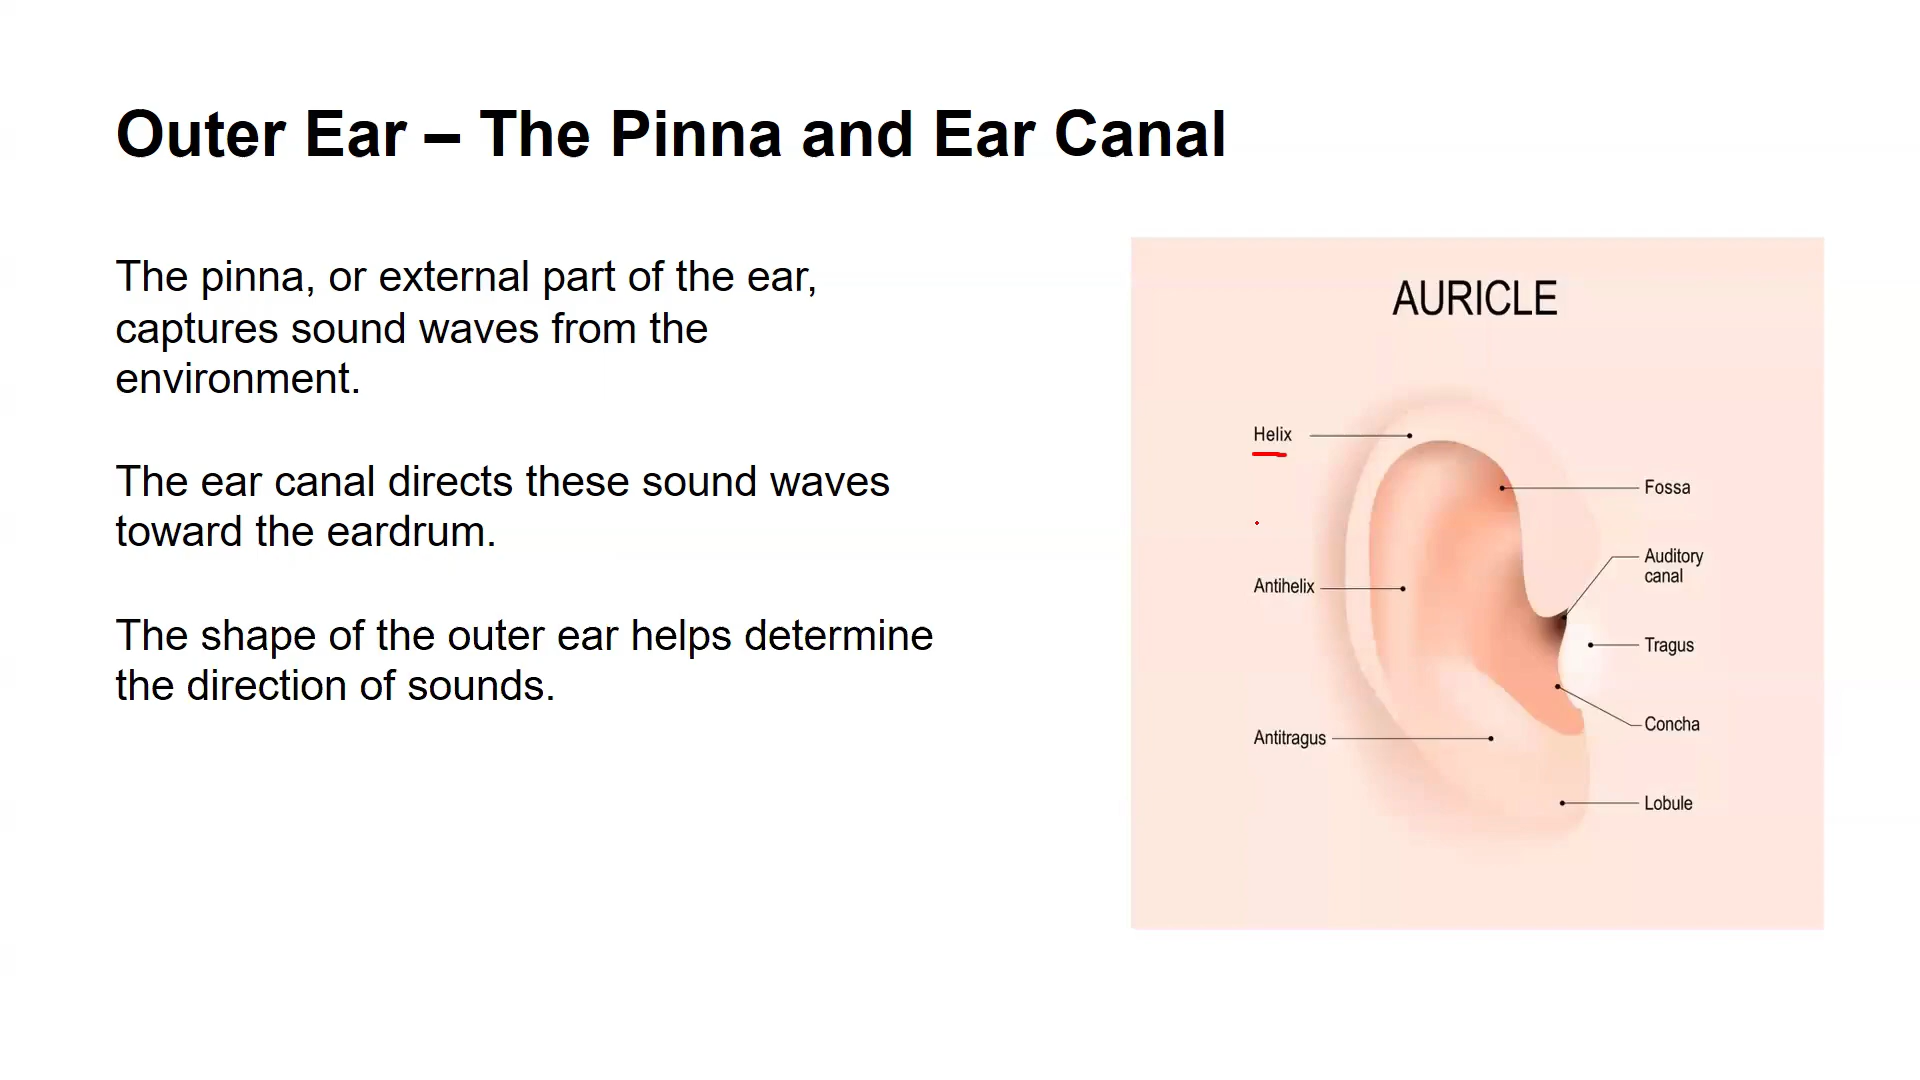 Outer Ear – The Pinna and Ear Canal
The pinna, or external part of the ear,
captures sound waves from the
environment.
The ear canal directs these sound waves
toward the eardrum.
The shape of the outer ear helps determine
the direction of sounds.
AURICLE
Helix
Fossa
Auditory
canal
Antihelix
Tragus
Concha
Antitragus
Lobule